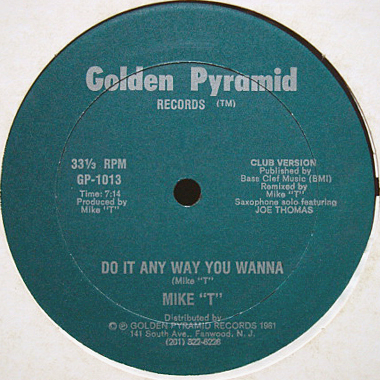 Golden Pyramid
RECORDS (TM)
33⅓ RPM
GP-1013
Time: 7:14
Produced by
Mike "T"
CLUB VERSION
Published by
Bass Clef Music (BMI)
Remixed by
Mike "T"
Saxophone solo featuring
JOE THOMAS
DO IT ANY WAY YOU WANNA
(Mike "T")
MIKE "T"
Distributed by
© ℗ GOLDEN PYRAMID RECORDS 1981
141 South Ave., Fanwood, N. J.
(201) 322-6226